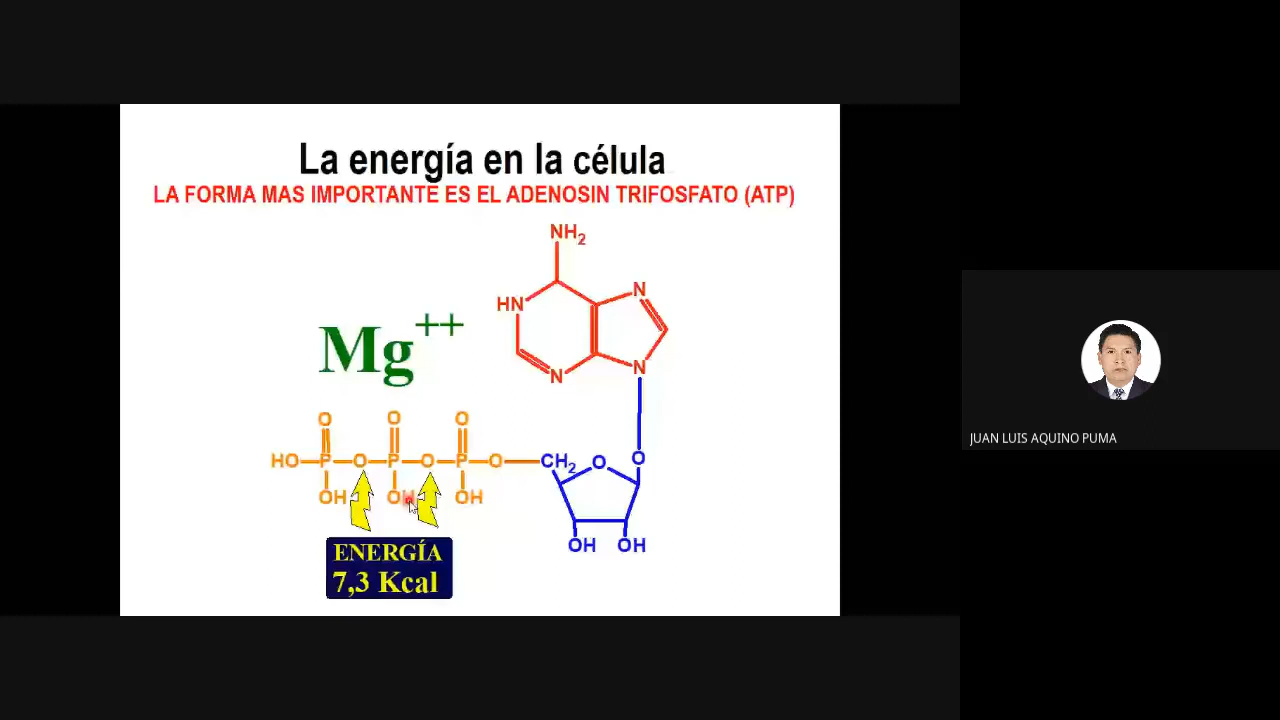 La energía en la célula
LA FORMA MAS IMPORTANTE ES EL ADENOSIN TRIFOSFATO (ATP)
NH2
HN
N
N
N
Mg++
O O O
HO P O P O P O CH2 O O
OH OH OH
OH OH
ENERGÍA
7,3 Kcal
JUAN LUIS AQUINO PUMA